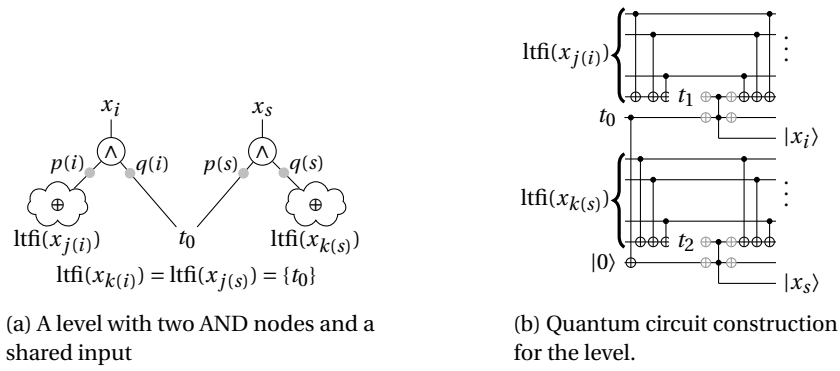 x_i
x_s
∧
∧
p(i)
q(i)
p(s)
q(s)
⊕
⊕
ltfi(x_{j(i)})
t_0
ltfi(x_{k(s)})
ltfi(x_{k(i)}) = ltfi(x_{j(s)}) = {t_0}
(a) A level with two AND nodes and a
shared input
ltfi(x_{j(i)})
t_1
t_0
|x_i⟩
ltfi(x_{k(s)})
t_2
|0⟩
|x_s⟩
(b) Quantum circuit construction
for the level.